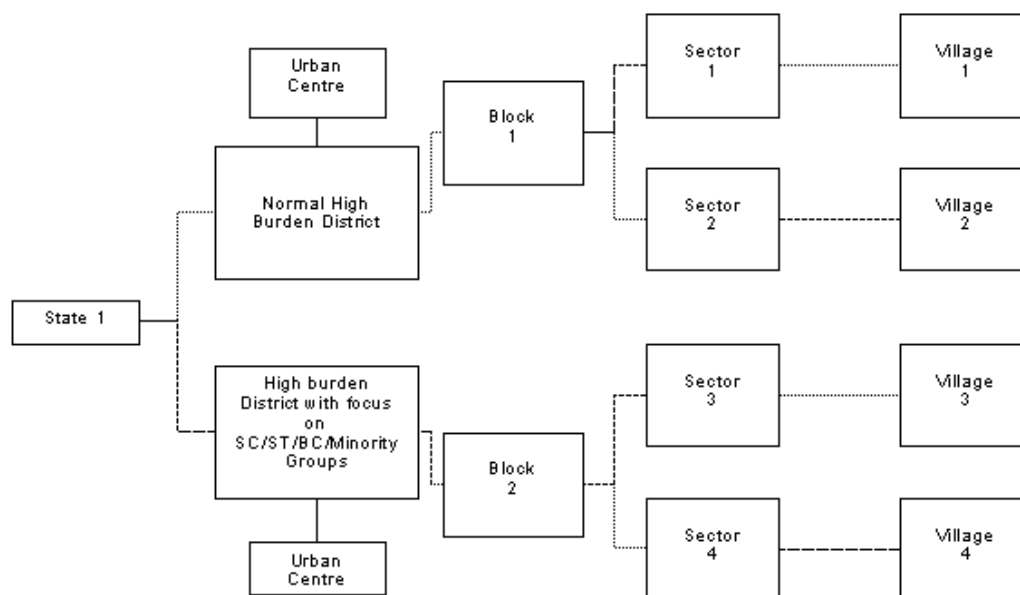 Urban
Centre
Normal High
Burden District
Block
1
Sector
1
Village
1
Sector
2
Village
2
State 1
High burden
District with focus
on
SC/ST/BC/Minority
Groups
Urban
Centre
Block
2
Sector
3
Village
3
Sector
4
Village
4